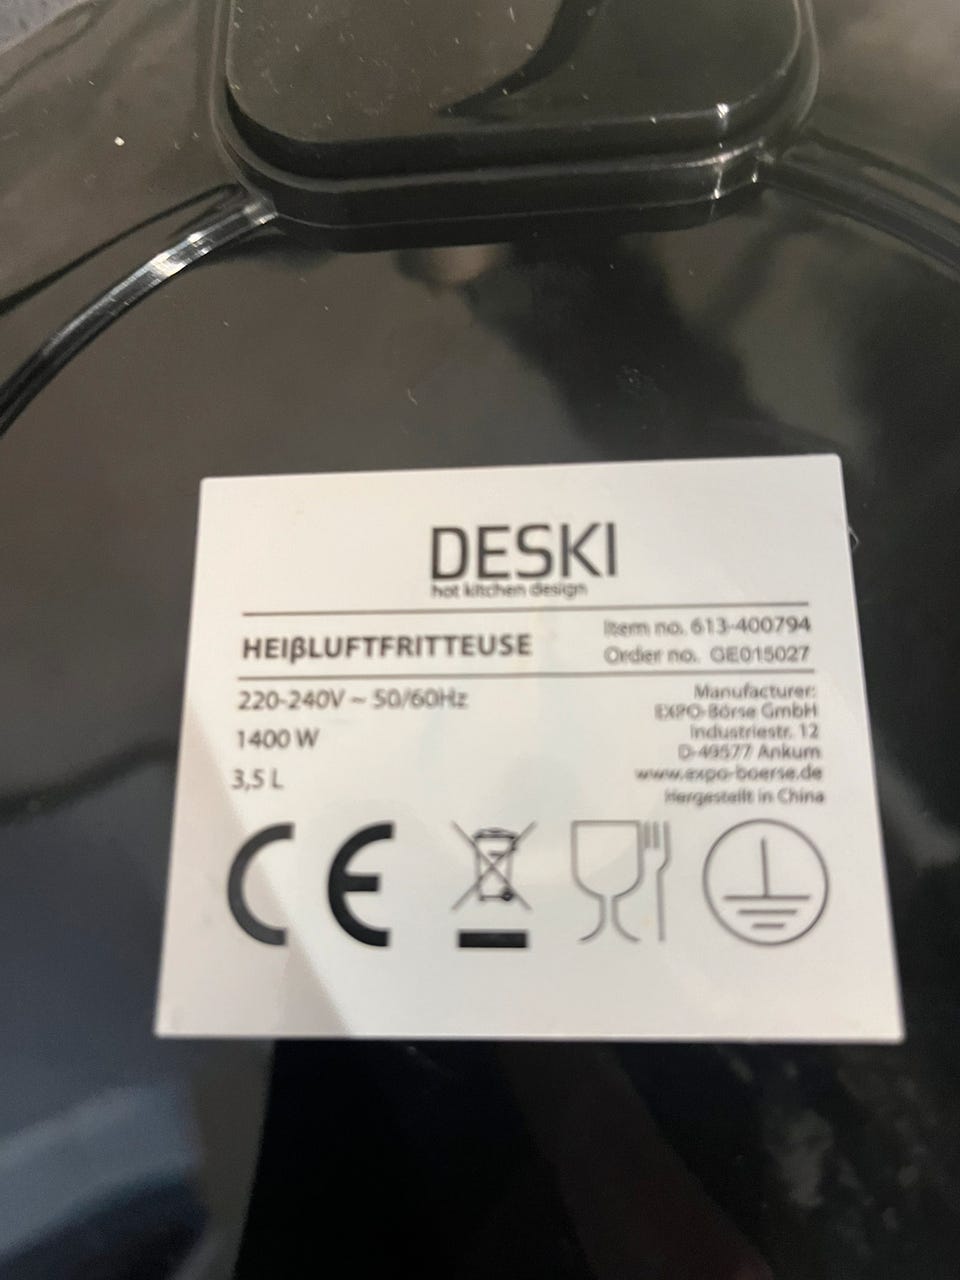 DESKI
hot kitchen design
HEIβLUFTFRITTEUSE
Item no. 613-400794
Order no. GE015027
220-240V ~ 50/60Hz
1400 W
3,5 L
Manufacturer:
EXPO-Börse GmbH
Industriestr. 12
D-49577 Ankum
www.expo-boerse.de
Hergestellt in China
CE